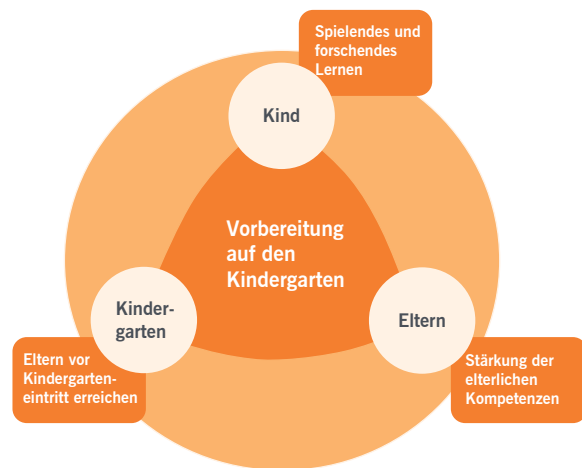 Spielendes und
forschendes
Lernen
Kind
Vorbereitung
auf den
Kindergarten
Kinder-
garten
Eltern
Eltern vor
Kindergarten-
eintritt erreichen
Stärkung der
elterlichen
Kompetenzen